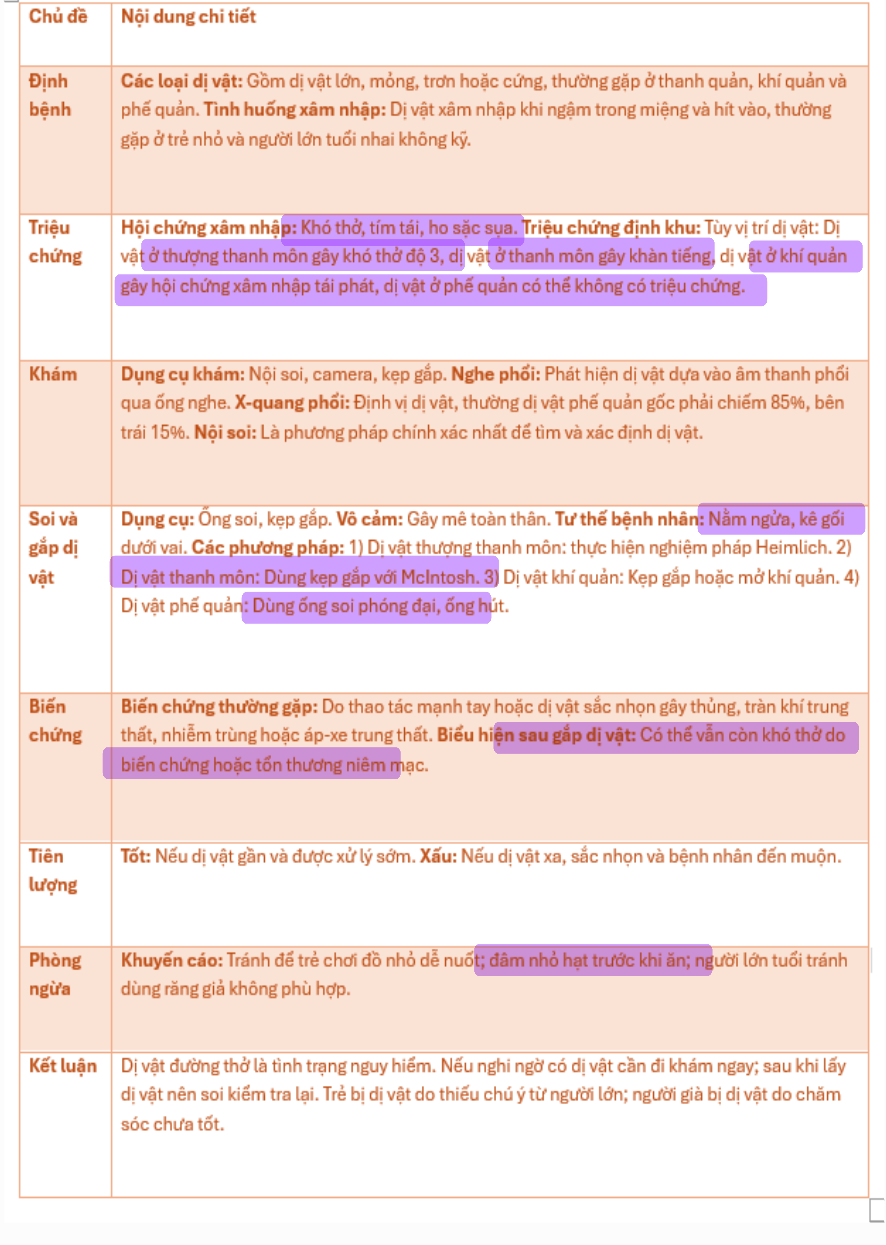 Chủ đề
Nội dung chi tiết
Định
bệnh
Các loại dị vật: Gồm dị vật lớn, mỏng, trơn hoặc cứng, thường gặp ở thanh quản, khí quản và
phế quản. Tình huống xâm nhập: Dị vật xâm nhập khi ngậm trong miệng và hít vào, thường
gặp ở trẻ nhỏ và người lớn tuổi nhai không kỹ.
Triệu
chứng
Hội chứng xâm nhập: Khó thở, tím tái, ho sặc sụa. Triệu chứng định khu: Tùy vị trí dị vật: Dị
vật ở thượng thanh môn gây khó thở độ 3, dị vật ở thanh môn gây khàn tiếng, dị vật ở khí quản
gây hội chứng xâm nhập tái phát, dị vật ở phế quản có thể không có triệu chứng.
Khám
Dụng cụ khám: Nội soi, camera, kẹp gắp. Nghe phổi: Phát hiện dị vật dựa vào âm thanh phổi
qua ống nghe. X-quang phổi: Định vị dị vật, thường dị vật phế quản gốc phải chiếm 85%, bên
trái 15%. Nội soi: Là phương pháp chính xác nhất để tìm và xác định dị vật.
Soi và
gắp dị
vật
Dụng cụ: Ống soi, kẹp gắp. Vô cảm: Gây mê toàn thân. Tư thế bệnh nhân: Nằm ngửa, kê gối
dưới vai. Các phương pháp: 1) Dị vật thượng thanh môn: thực hiện nghiệm pháp Heimlich. 2)
Dị vật thanh môn: Dùng kẹp gắp với McIntosh. 3) Dị vật khí quản: Kẹp gắp hoặc mở khí quản. 4)
Dị vật phế quản: Dùng ống soi phóng đại, ống hút.
Biến
chứng
Biến chứng thường gặp: Do thao tác mạnh tay hoặc dị vật sắc nhọn gây thủng, tràn khí trung
thất, nhiễm trùng hoặc áp-xe trung thất. Biểu hiện sau gắp dị vật: Có thể vẫn còn khó thở do
biến chứng hoặc tổn thương niêm mạc.
Tiên
lượng
Tốt: Nếu dị vật gần và được xử lý sớm. Xấu: Nếu dị vật xa, sắc nhọn và bệnh nhân đến muộn.
Phòng
ngừa
Khuyến cáo: Tránh để trẻ chơi đồ nhỏ dễ nuốt; đâm nhỏ hạt trước khi ăn; người lớn tuổi tránh
dùng răng giả không phù hợp.
Kết luận
Dị vật đường thở là tình trạng nguy hiểm. Nếu nghi ngờ có dị vật cần đi khám ngay; sau khi lấy
dị vật nên soi kiểm tra lại. Trẻ bị dị vật do thiếu chú ý từ người lớn; người già bị dị vật do chăm
sóc chưa tốt.